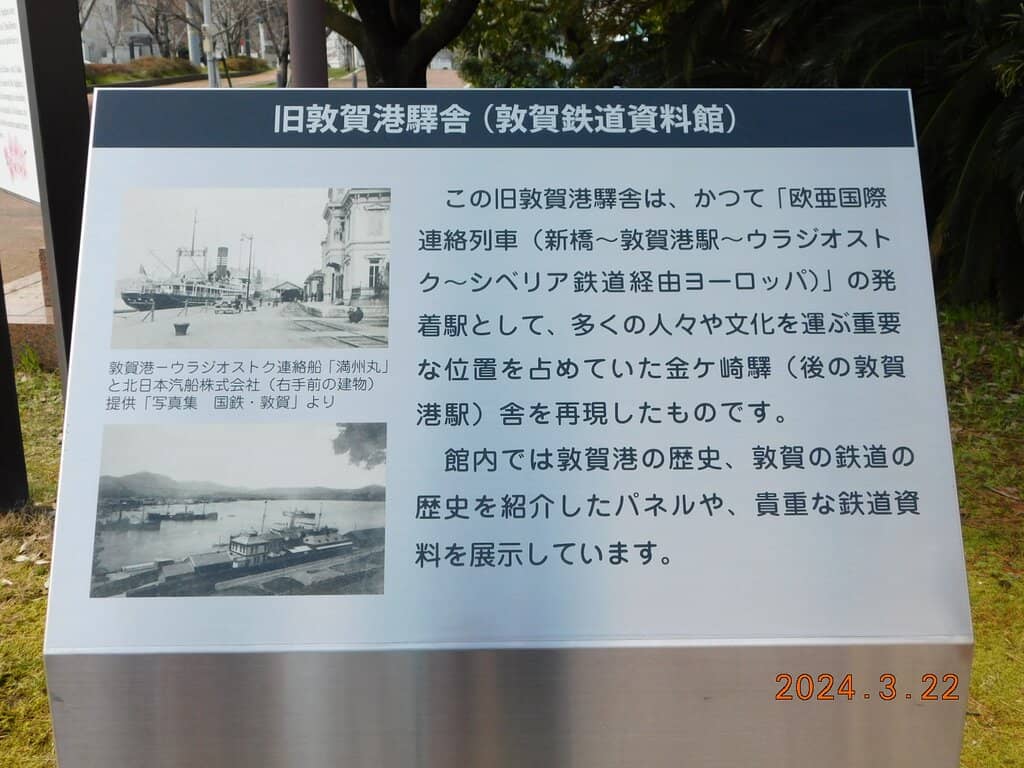 旧敦賀港驛舎（敦賀鉄道資料館）
この旧敦賀港驛舎は、かつて「欧亜国際
連絡列車（新橋～敦賀港駅～ウラジオスト
ク～シベリア鉄道経由ヨーロッパ）」の発
着駅として、多くの人々や文化を運ぶ重要
な位置を占めていた金ケ崎驛（後の敦賀
港駅）舎を再現したものです。
館内では敦賀港の歴史、敦賀の鉄道の
歴史を紹介したパネルや、貴重な鉄道資
料を展示しています。
敦賀港－ウラジオストク連絡船「満州丸」
と北日本汽船株式会社（右手前の建物）
提供「写真集　国鉄・敦賀」より
2024.3.22